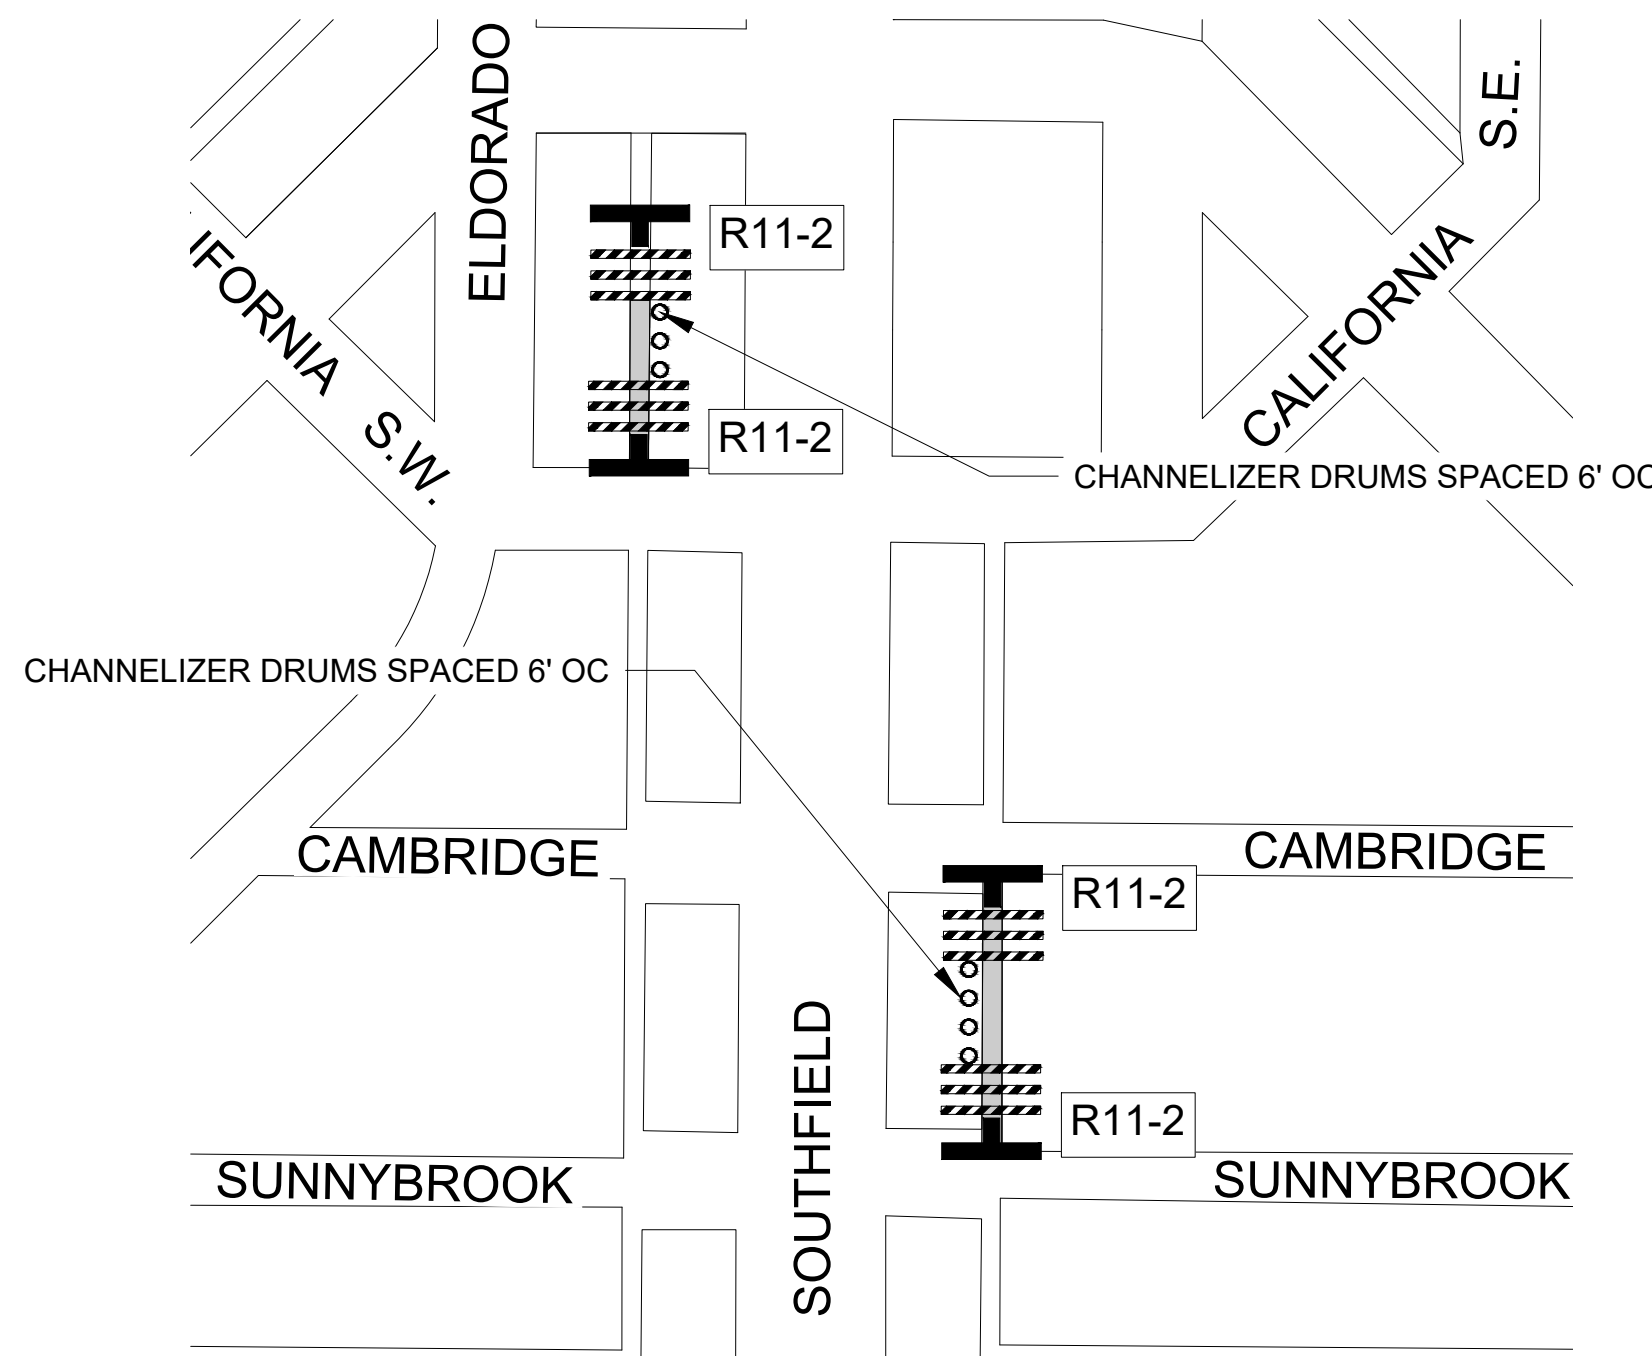 ELDORADO
S.E.
R11-2
IFORNIA S.W.
CALIFORNIA
R11-2
CHANNELIZER DRUMS SPACED 6' OC
CHANNELIZER DRUMS SPACED 6' OC
CAMBRIDGE
CAMBRIDGE
R11-2
SOUTHFIELD
R11-2
SUNNYBROOK
SUNNYBROOK